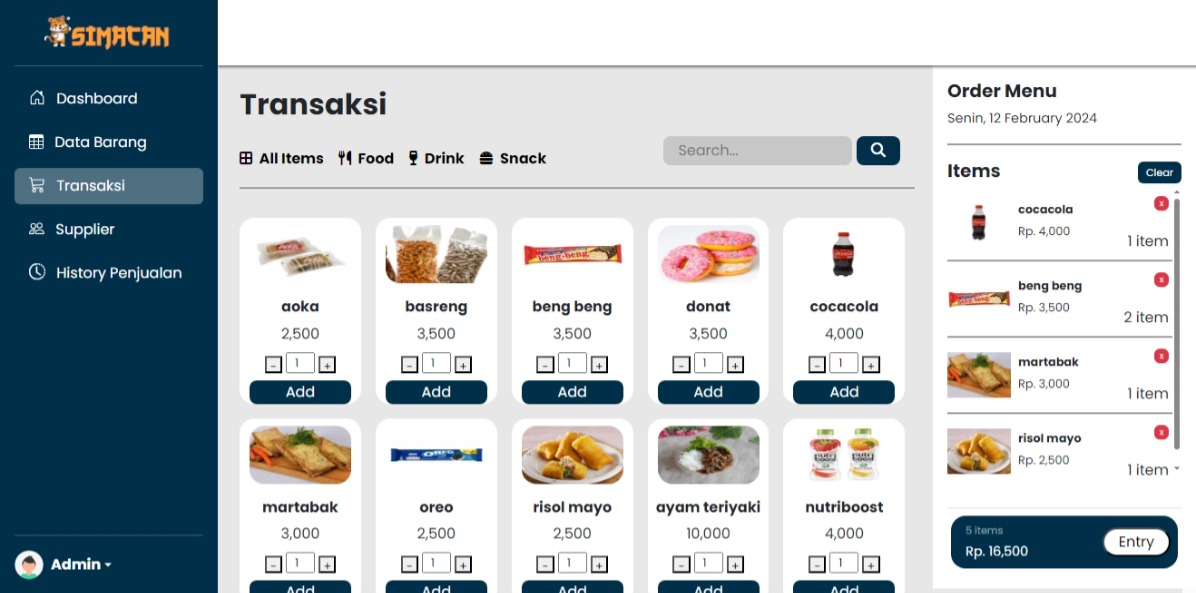 SIMACAN
Dashboard
Data Barang
Transaksi
Supplier
History Penjualan
Admin
Transaksi
All Items Food Drink Snack
Search...
aoka
2,500
- 1 +
Add
basreng
3,500
- 1 +
Add
beng-beng
beng beng
3,500
- 1 +
Add
donat
3,500
- 1 +
Add
cocacola
4,000
- 1 +
Add
martabak
3,000
- 1 +
Add
OREO
oreo
2,500
- 1 +
Add
risol mayo
2,500
- 1 +
Add
ayam teriyaki
10,000
- 1 +
Add
nutriboost
4,000
- 1 +
Add
Order Menu
Senin, 12 February 2024
Items
Clear
cocacola
x
Rp. 4,000
1 item
beng beng
x
Rp. 3,500
2 item
martabak
x
Rp. 3,000
1 item
risol mayo
x
Rp. 2,500
1 item
5 items
Rp. 16,500
Entry